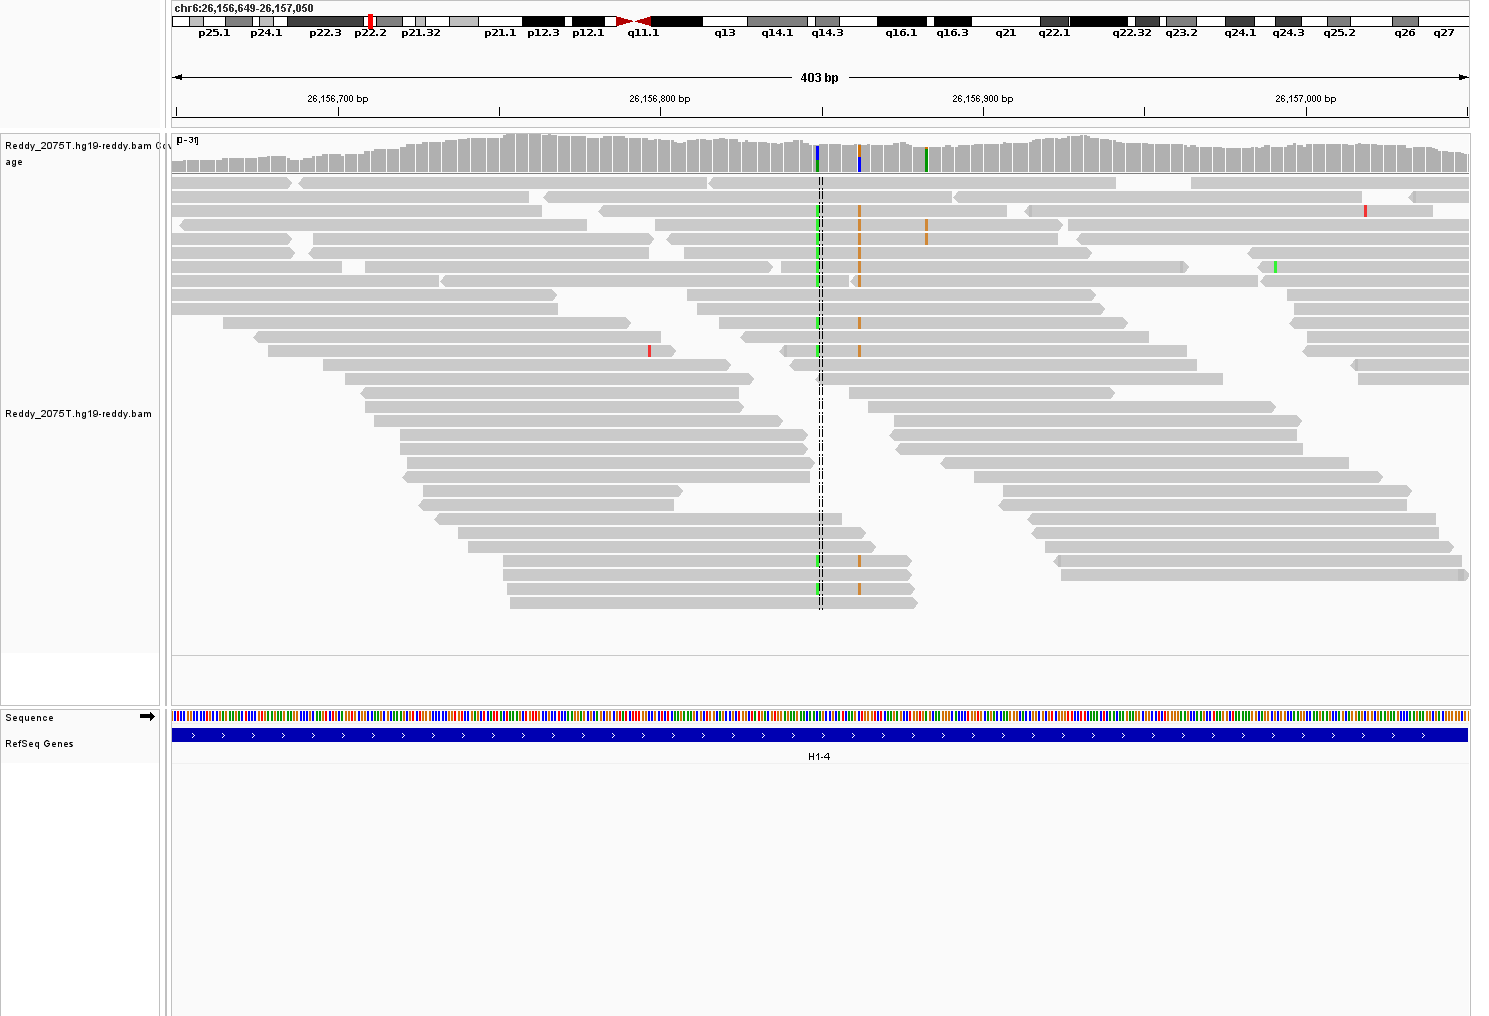 chr6:26,156,649-26,157,050
p25.1 p24.1 p22.3 p22.2 p21.32 p21.1 p12.3 p12.1 q11.1 q13 q14.1 q14.3 q16.1 q16.3 q21 q22.1 q22.32 q23.2 q24.1 q24.3 q25.2 q26 q27
403 bp
26,156,700 bp 26,156,800 bp 26,156,900 bp 26,157,000 bp
Reddy_2075T.hg19-reddy.bam Cov
age
[0-31]
Reddy_2075T.hg19-reddy.bam
Sequence
RefSeq Genes
H1-4